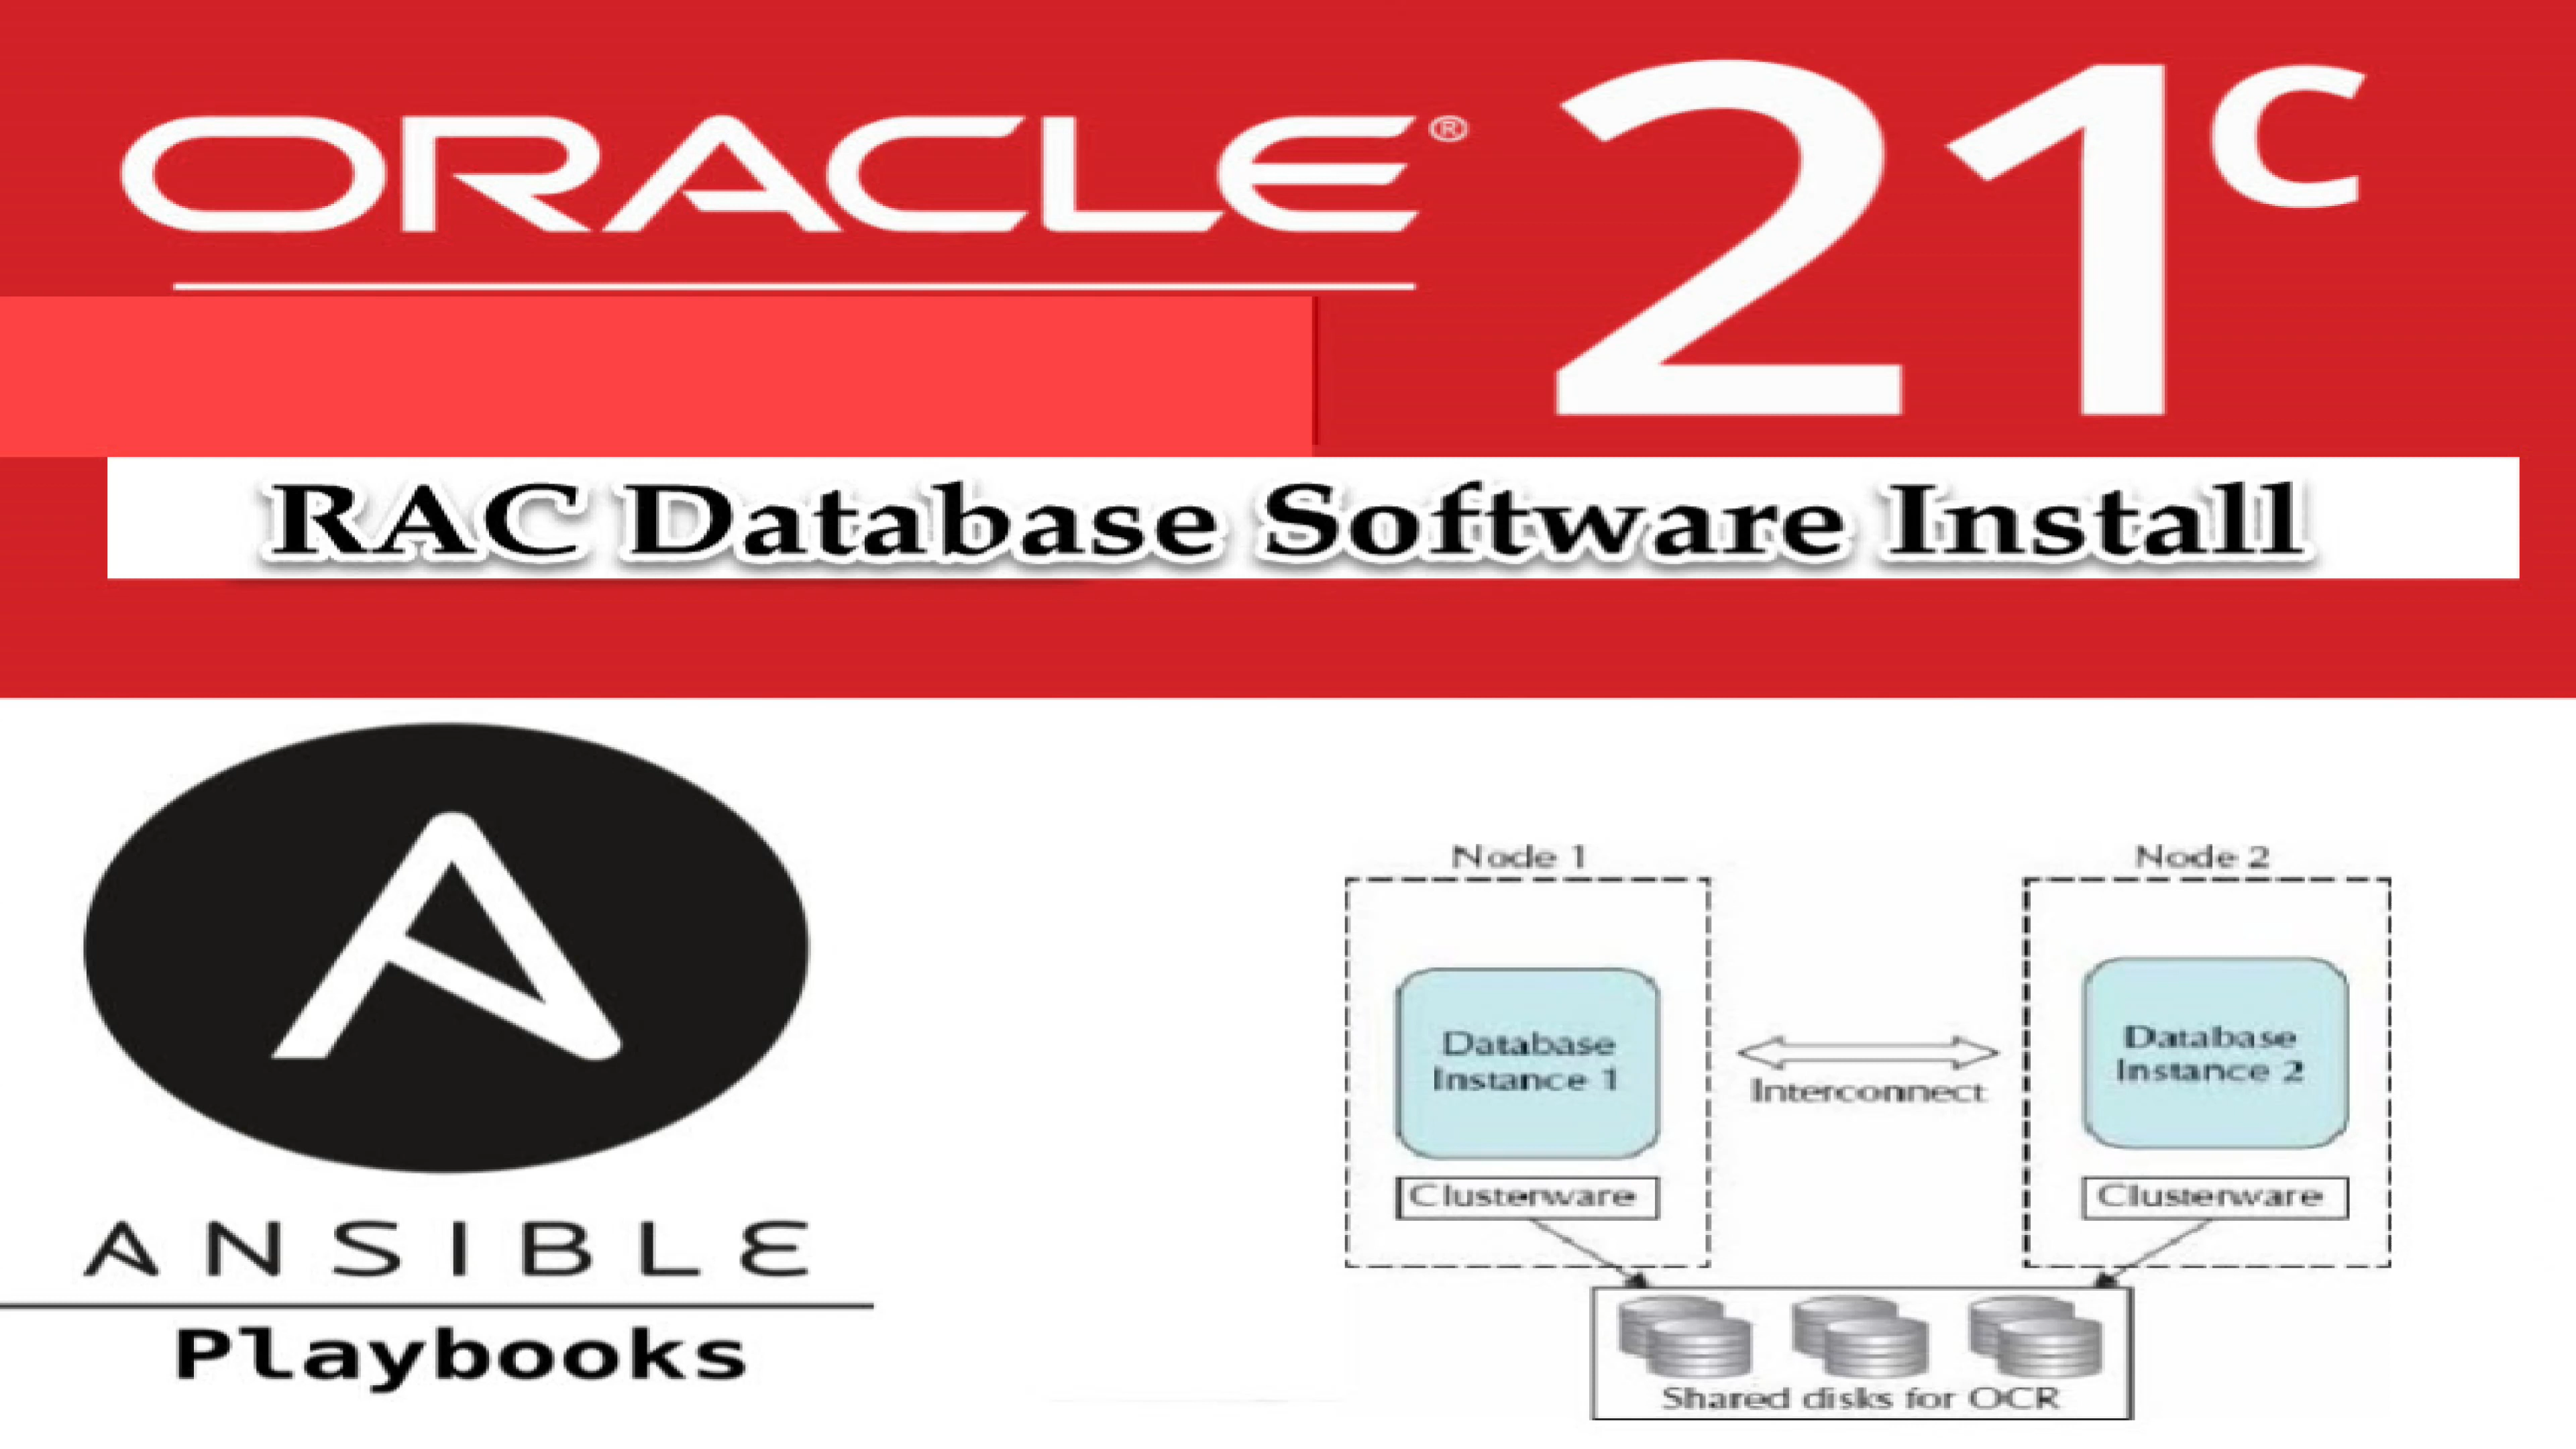 ORACLE® 21c
RAC Database Software Install
ANSIBLE
Playbooks
Node 1
Node 2
Database
Instance 1
Interconnect
Database
Instance 2
Clusterware
Clusterware
Shared disks for OCR